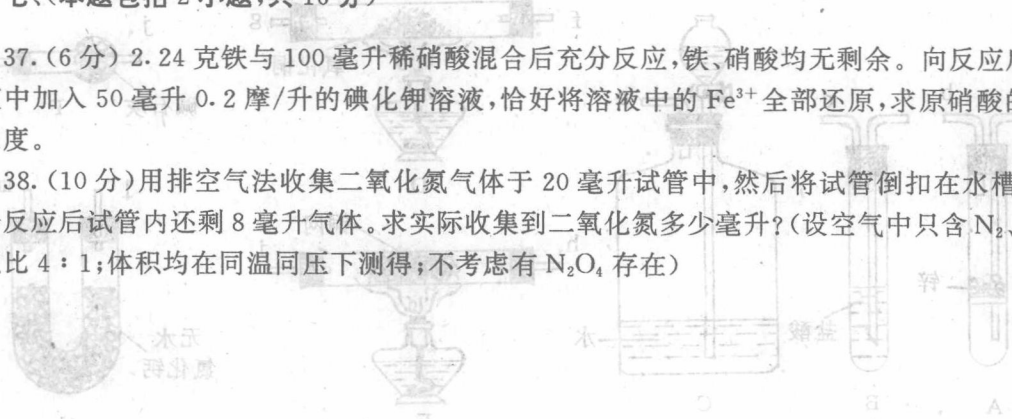 37.(6分)2.24克铁与100毫升稀硝酸混合后充分反应,铁、硝酸均无剩余。向反应
中加入50毫升0.2摩/升的碘化钾溶液,恰好将溶液中的Fe³⁺全部还原,求原硝酸的
度。
38.(10分)用排空气法收集二氧化氮气体于20毫升试管中,然后将试管倒扣在水槽
反应后试管内还剩8毫升气体。求实际收集到二氧化氮多少毫升?(设空气中只含N₂、
比4:1;体积均在同温同压下测得;不考虑有N₂O₄存在)